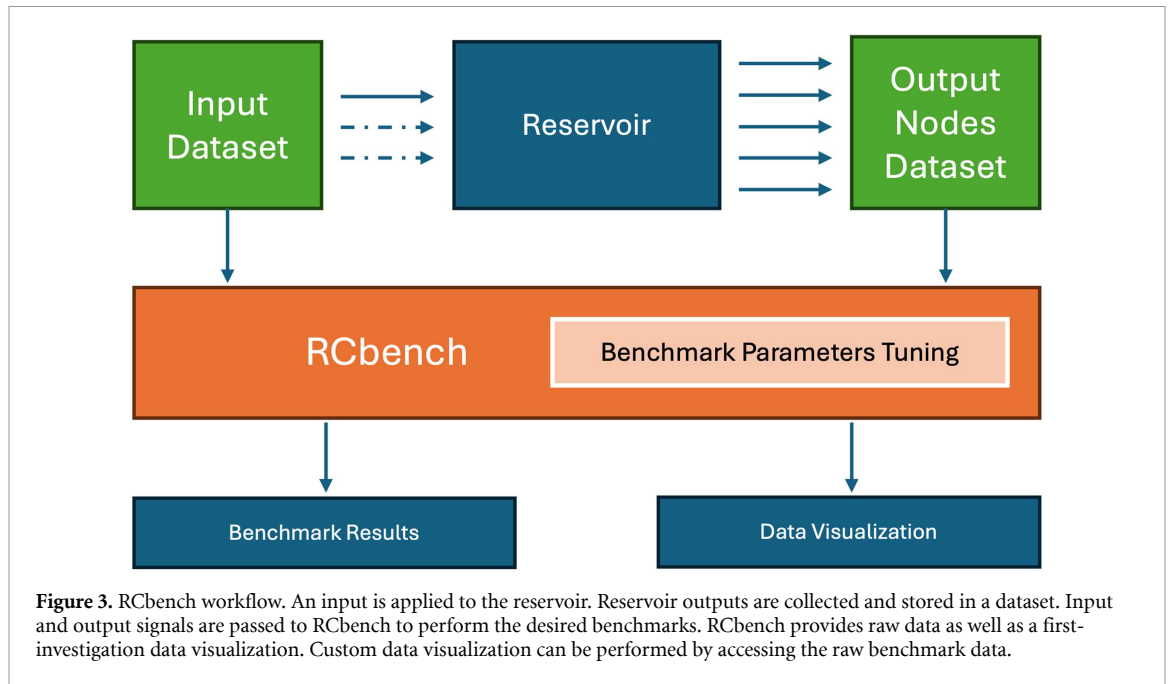 Input
Dataset
Reservoir
Output
Nodes
Dataset
RCbench
Benchmark Parameters Tuning
Benchmark Results
Data Visualization
Figure 3. RCbench workflow. An input is applied to the reservoir. Reservoir outputs are collected and stored in a dataset. Input
and output signals are passed to RCbench to perform the desired benchmarks. RCbench provides raw data as well as a first-
investigation data visualization. Custom data visualization can be performed by accessing the raw benchmark data.